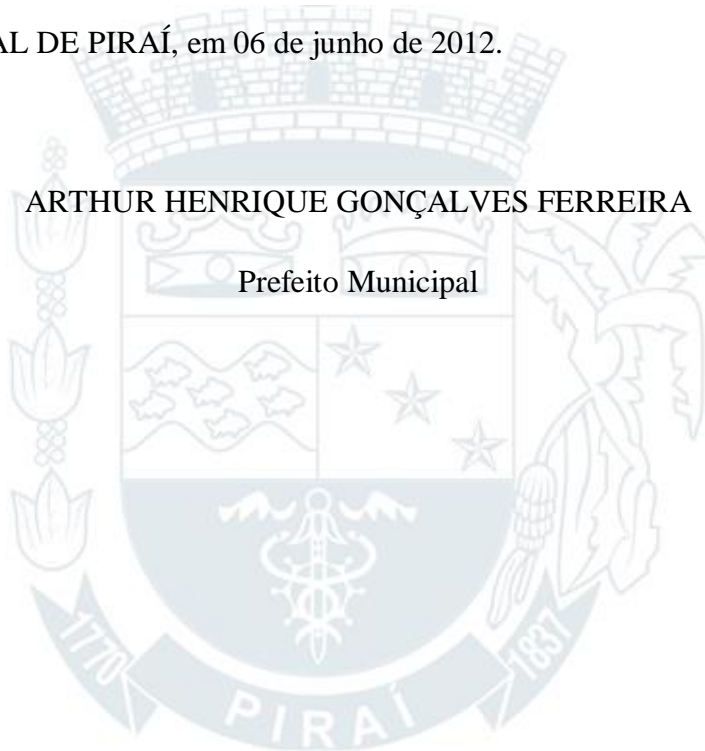 AL DE PIRAÍ, em 06 de junho de 2012.
ARTHUR HENRIQUE GONÇALVES FERREIRA
Prefeito Municipal
1770
PIRAÍ
1837